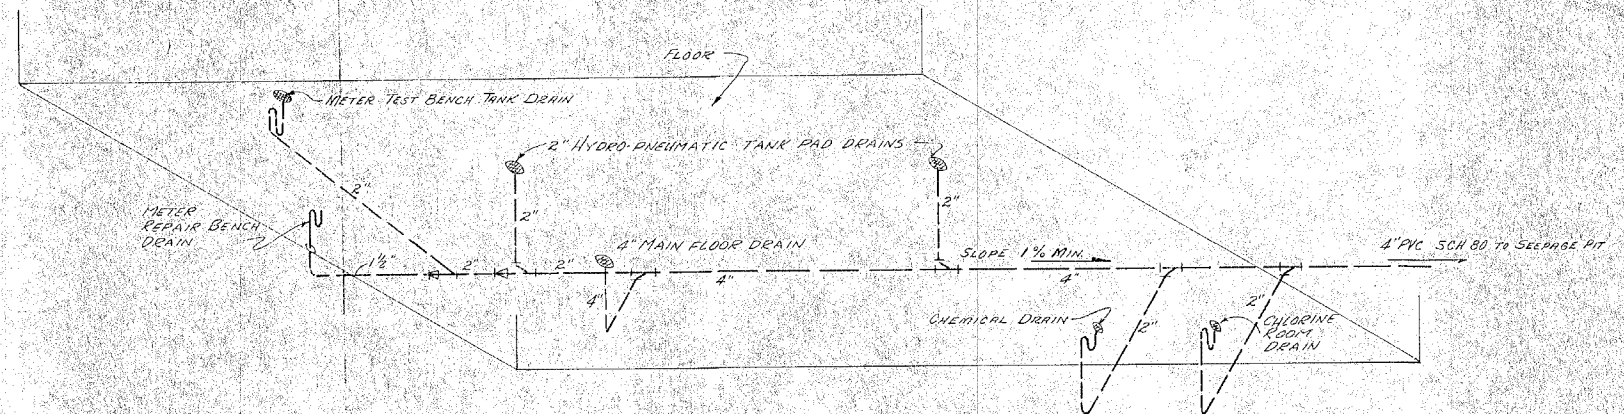 FLOOR
METER TEST BENCH TANK DRAIN
2" HYDRO-PNEUMATIC TANK PAD DRAINS
2"
2"
2"
METER
REPAIR BENCH
DRAIN
4" MAIN FLOOR DRAIN
SLOPE 1% MIN.
4" PVC SCH 80 TO SEEPAGE PIT
1½"
2"
2"
4"
4"
4"
CHEMICAL DRAIN
2"
2"
CHLORINE
ROOM
DRAIN